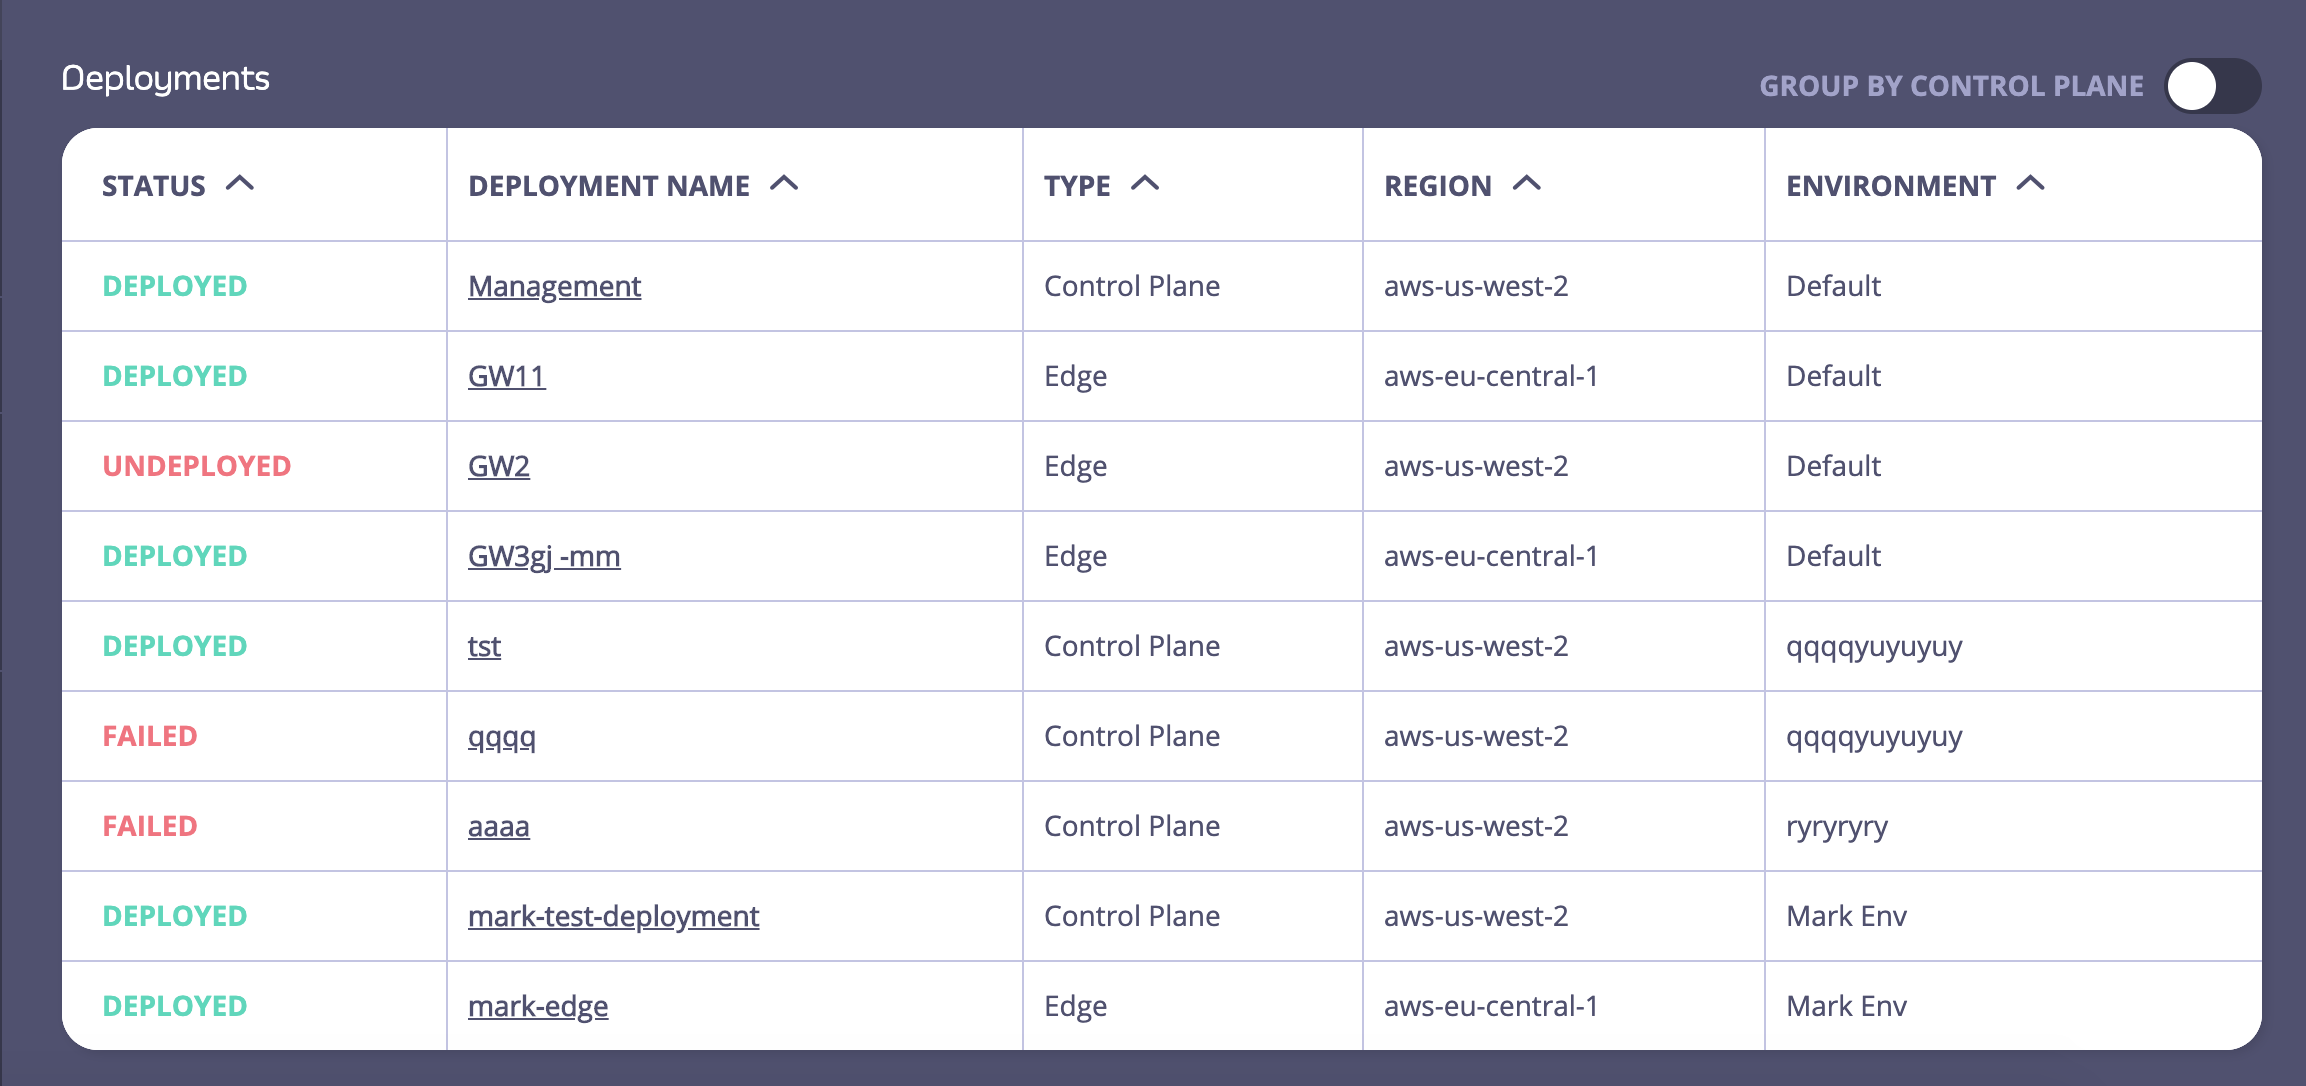 Deployments
GROUP BY CONTROL PLANE
STATUS DEPLOYMENT NAME TYPE REGION ENVIRONMENT
DEPLOYED Management Control Plane aws-us-west-2 Default
DEPLOYED GW11 Edge aws-eu-central-1 Default
UNDEPLOYED GW2 Edge aws-us-west-2 Default
DEPLOYED GW3gj -mm Edge aws-eu-central-1 Default
DEPLOYED tst Control Plane aws-us-west-2 qqqqyuyuyuy
FAILED qqqq Control Plane aws-us-west-2 qqqqyuyuyuy
FAILED aaaa Control Plane aws-us-west-2 ryryryry
DEPLOYED mark-test-deployment Control Plane aws-us-west-2 Mark Env
DEPLOYED mark-edge Edge aws-eu-central-1 Mark Env